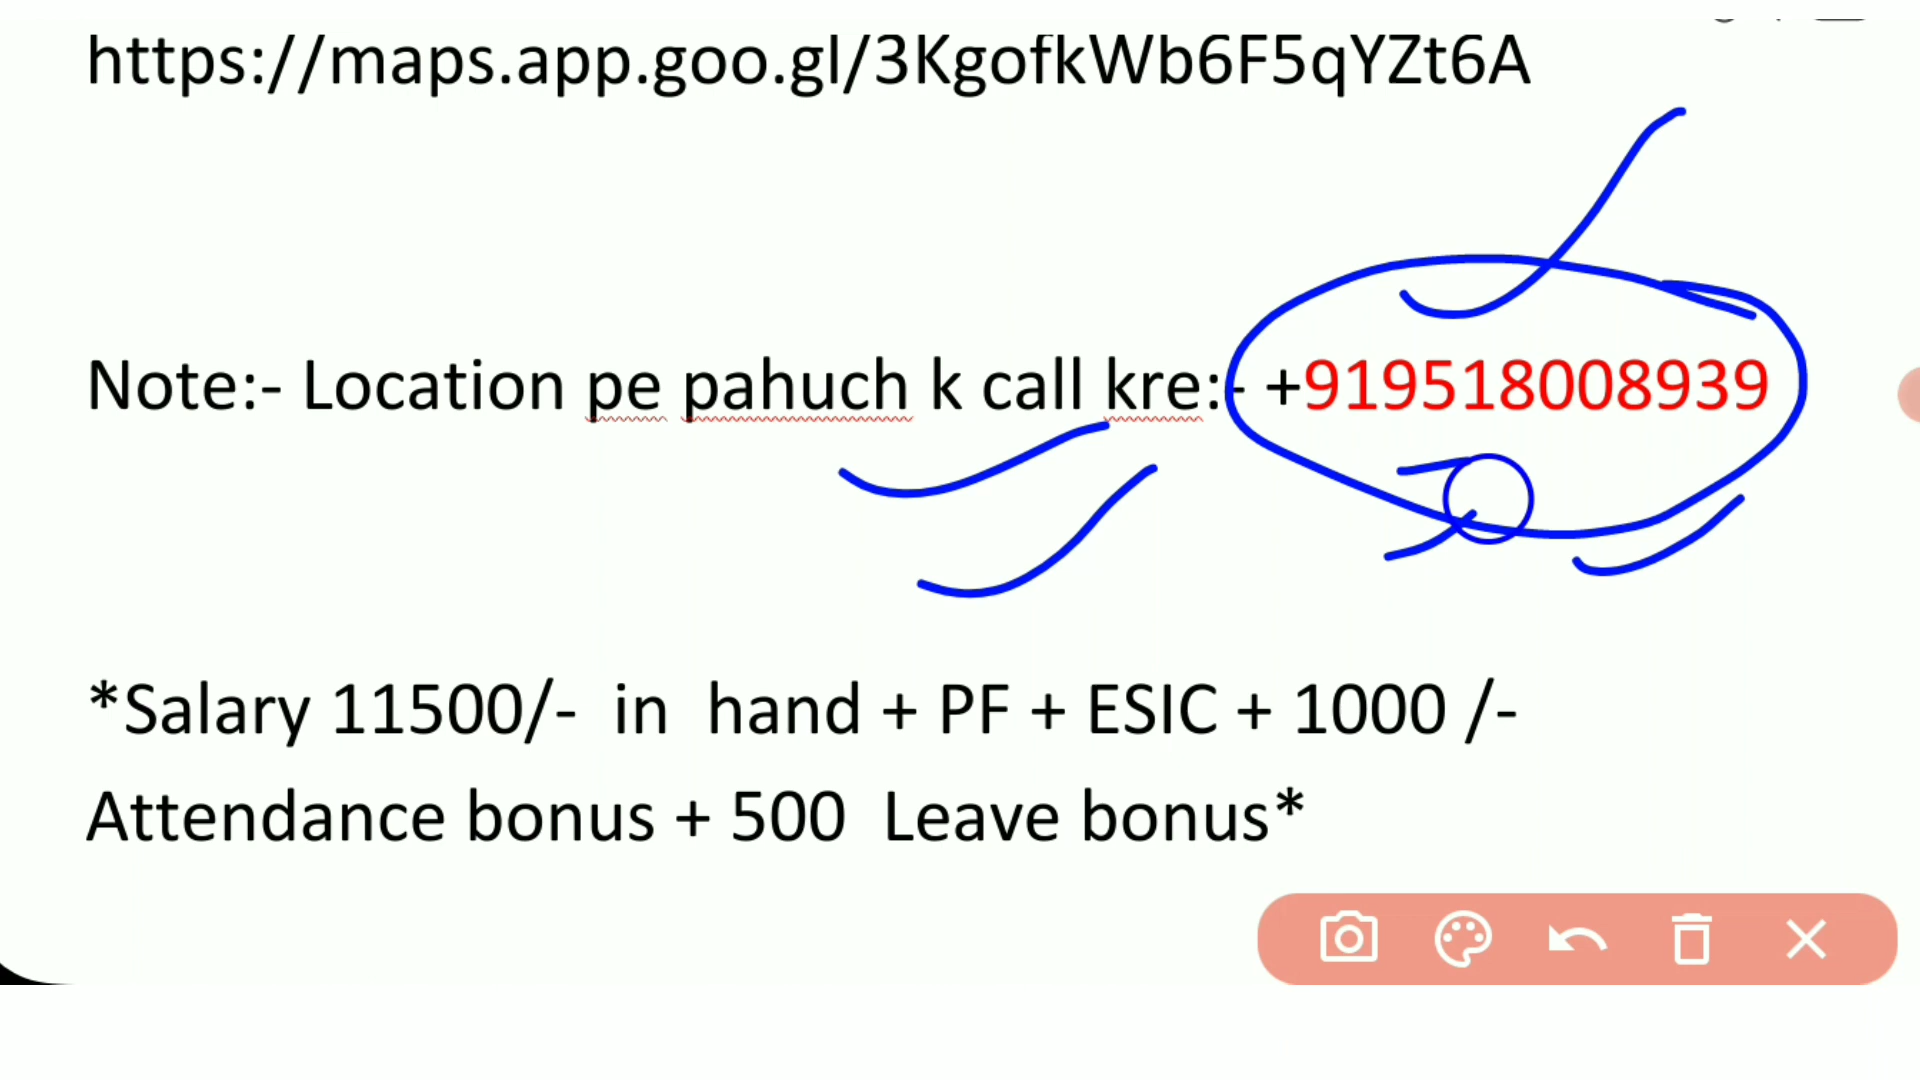 https://maps.app.goo.gl/3KgofkWb6F5qYZt6A
Note:- Location pe pahuch k call kre:- +919518008939
*Salary 11500/-  in  hand + PF + ESIC + 1000 /-
Attendance bonus + 500  Leave bonus*